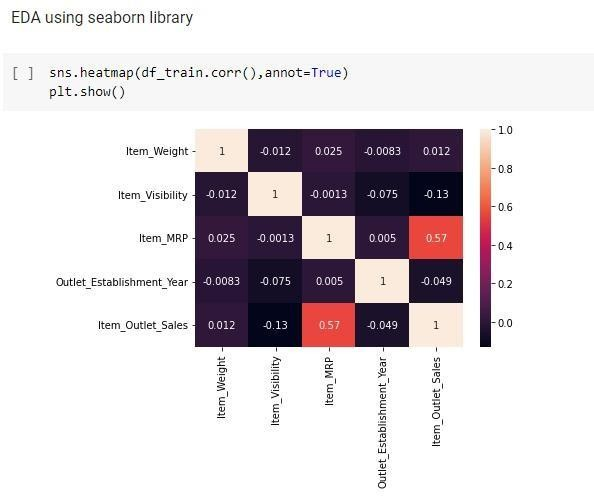 EDA using seaborn library
[ ] sns.heatmap(df_train.corr(),annot=True)
plt.show()
1.0
Item_Weight 1 -0.012 0.025 -0.0083 0.012
0.8
Item_Visibility -0.012 1 -0.0013 -0.075 -0.13
0.6
Item_MRP 0.025 -0.0013 1 0.005 0.57
0.4
Outlet_Establishment_Year -0.0083 -0.075 0.005 1 -0.049
0.2
Item_Outlet_Sales 0.012 -0.13 0.57 -0.049 1
0.0
Item_Weight
Item_Visibility
Item_MRP
Outlet_Establishment_Year
Item_Outlet_Sales